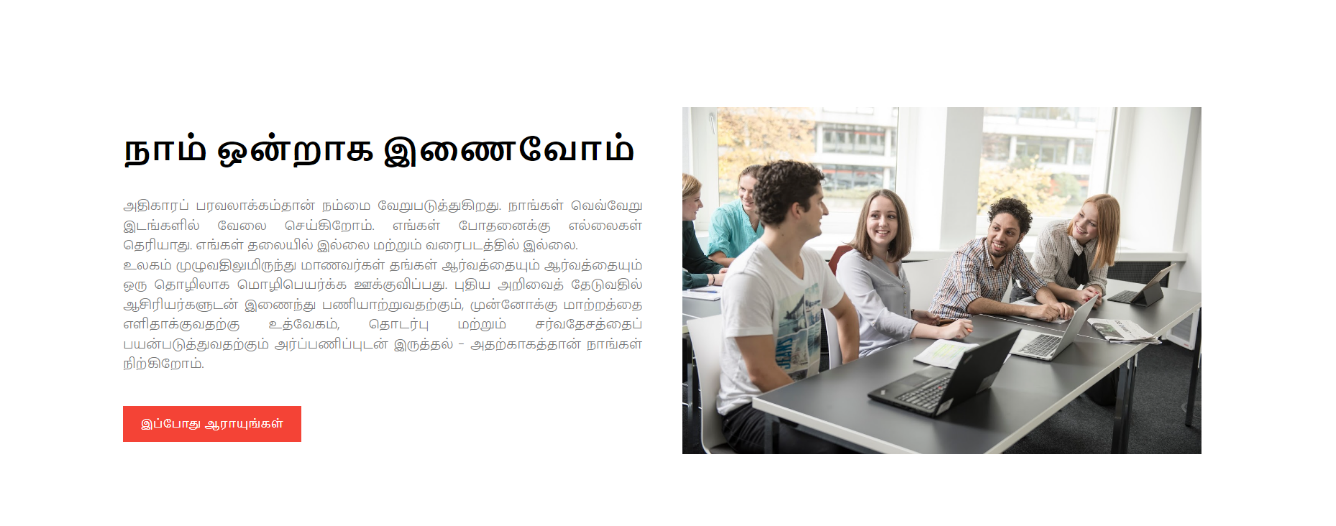 நாம் ஒன்றாக இணைவோம்
அதிகாரப் பரவலாக்கம்தான் நம்மை வேறுபடுத்துகிறது. நாங்கள் வெவ்வேறு
இடங்களில் வேலை செய்கிறோம். எங்கள் போதனைக்கு எல்லைகள்
தெரியாது. எங்கள் தலையில் இல்லை மற்றும் வரைபடத்தில் இல்லை.
உலகம் முழுவதிலுமிருந்து மாணவர்கள் தங்கள் ஆர்வத்தையும் ஆர்வத்தையும்
ஒரு தொழிலாக மொழிபெயர்க்க ஊக்குவிப்பது. புதிய அறிவைத் தேடுவதில்
ஆசிரியர்களுடன் இணைந்து பணியாற்றுவதற்கும், முன்னோக்கு மாற்றத்தை
எளிதாக்குவதற்கு உத்வேகம், தொடர்பு மற்றும் சர்வதேசத்தைப்
பயன்படுத்துவதற்கும் அர்ப்பணிப்புடன் இருத்தல் - அதற்காகத்தான் நாங்கள்
நிற்கிறோம்.
இப்போது ஆராயுங்கள்